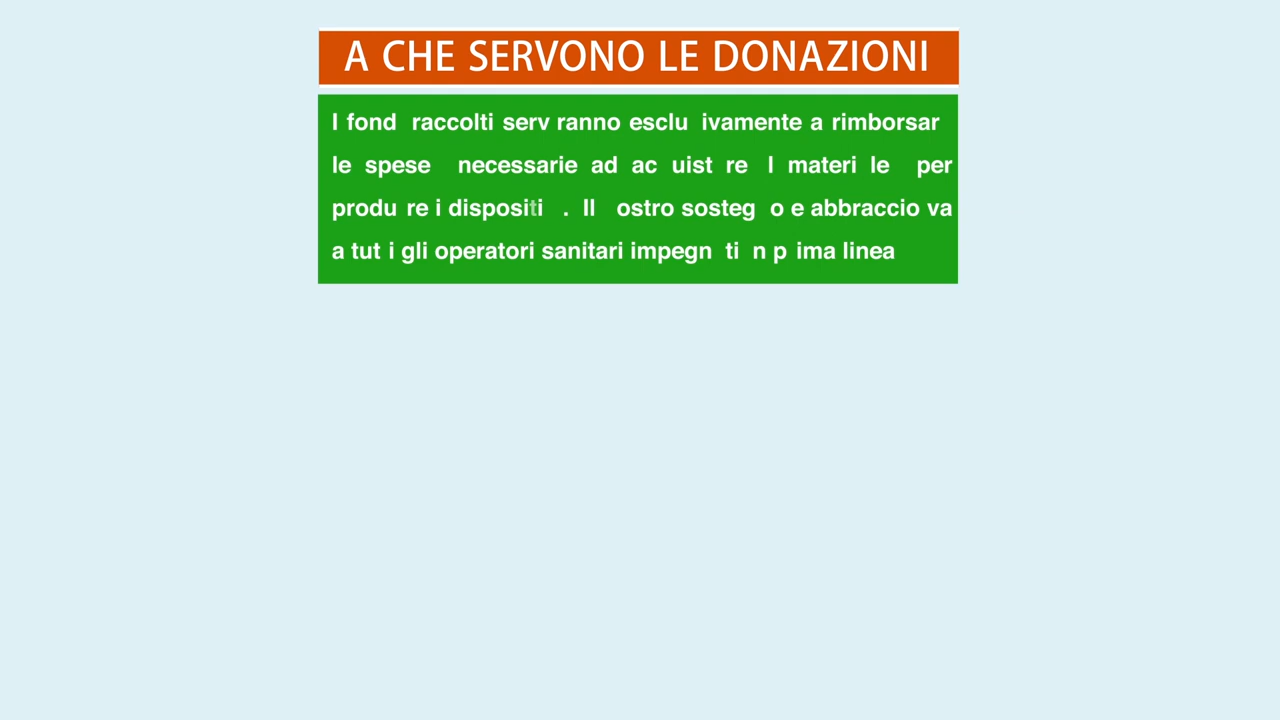 A CHE SERVONO LE DONAZIONI
I fond raccolti serv ranno esclu ivamente a rimborsar
le spese necessarie ad ac uist re l materi le per
produ re i dispositi . Il ostro sosteg o e abbraccio va
a tut i gli operatori sanitari impegn ti n p ima linea